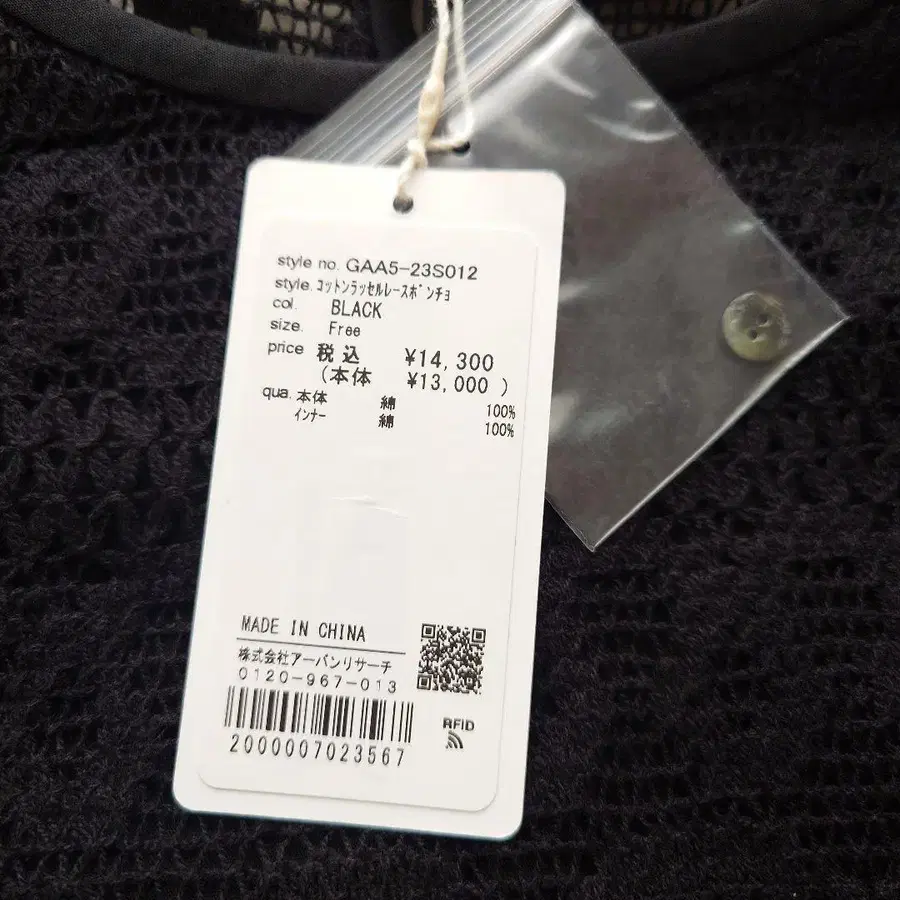 style no. GAA5-23S012
style. ｺｯﾄﾝﾗｯｾﾙﾚｰｽﾎﾟﾝﾁｮ
col. BLACK
size. Free
price 税込 ¥14,300
(本体 ¥13,000 )
qua. 本体 綿 100%
ｲﾝﾅｰ 綿 100%
MADE IN CHINA
株式会社アーバンリサーチ
0120-967-013
RFID
2000007023567